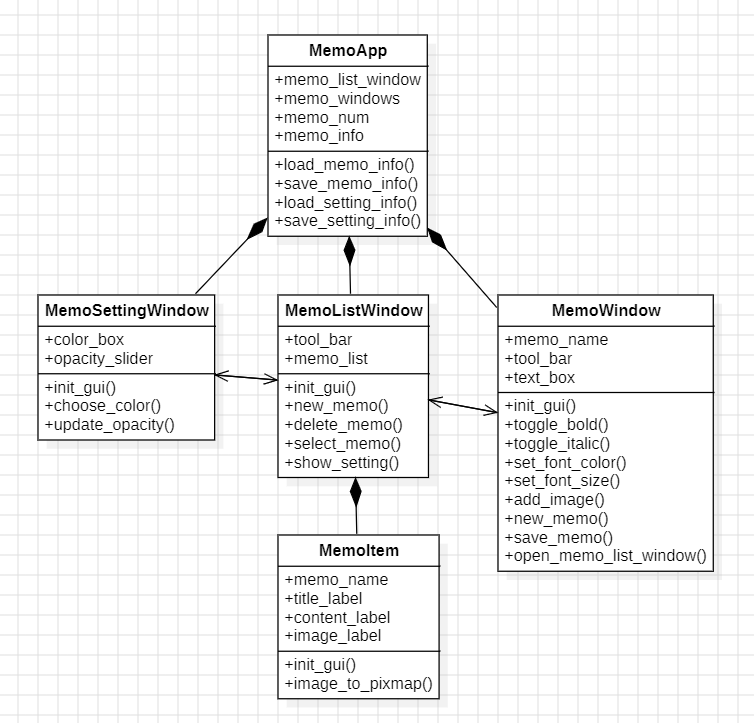 MemoApp
+memo_list_window
+memo_windows
+memo_num
+memo_info
+load_memo_info()
+save_memo_info()
+load_setting_info()
+save_setting_info()
MemoSettingWindow
+color_box
+opacity_slider
+init_gui()
+choose_color()
+update_opacity()
MemoListWindow
+tool_bar
+memo_list
+init_gui()
+new_memo()
+delete_memo()
+select_memo()
+show_setting()
MemoWindow
+memo_name
+tool_bar
+text_box
+init_gui()
+toggle_bold()
+toggle_italic()
+set_font_color()
+set_font_size()
+add_image()
+new_memo()
+save_memo()
+open_memo_list_window()
MemoItem
+memo_name
+title_label
+content_label
+image_label
+init_gui()
+image_to_pixmap()